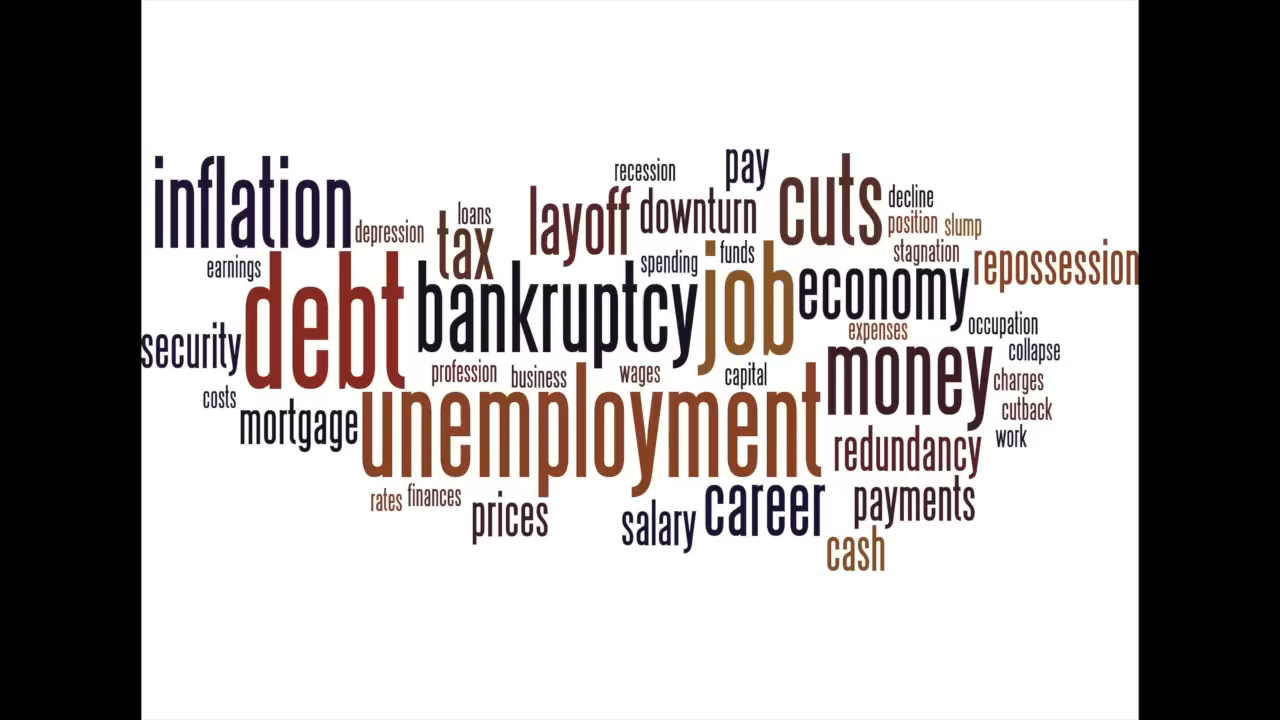 pay
recession
inflation
cuts
decline
loans
layoff
downturn
position
slump
depression
tax
funds
stagnation
earnings
spending
repossession
debt
bankruptcy
job
economy
occupation
security
expenses
collapse
profession
business
wages
capital
money
charges
costs
mortgage
unemployment
cutback
work
redundancy
rates
finances
prices
salary
career
payments
cash